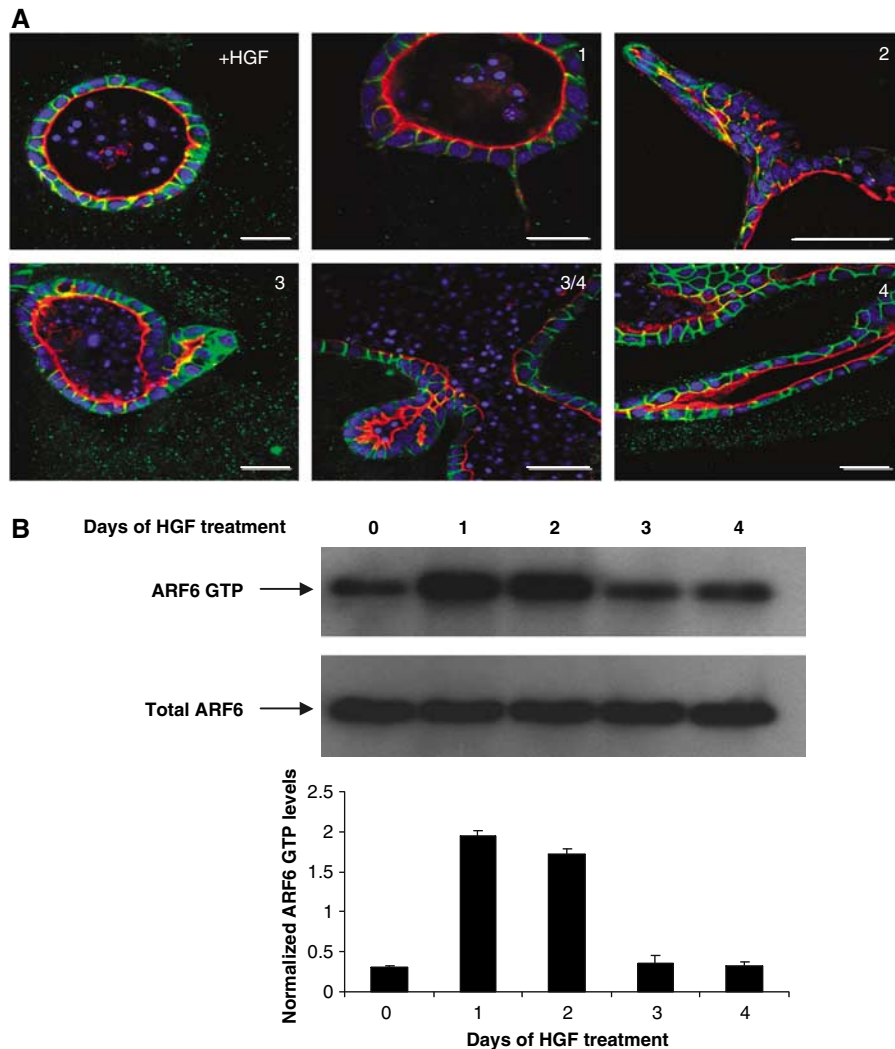 A
+HGF
1
2
3
3/4
4
B
Days of HGF treatment 0 1 2 3 4
ARF6 GTP
Total ARF6
Normalized ARF6 GTP levels
2.5
2
1.5
1
0.5
0
0 1 2 3 4
Days of HGF treatment